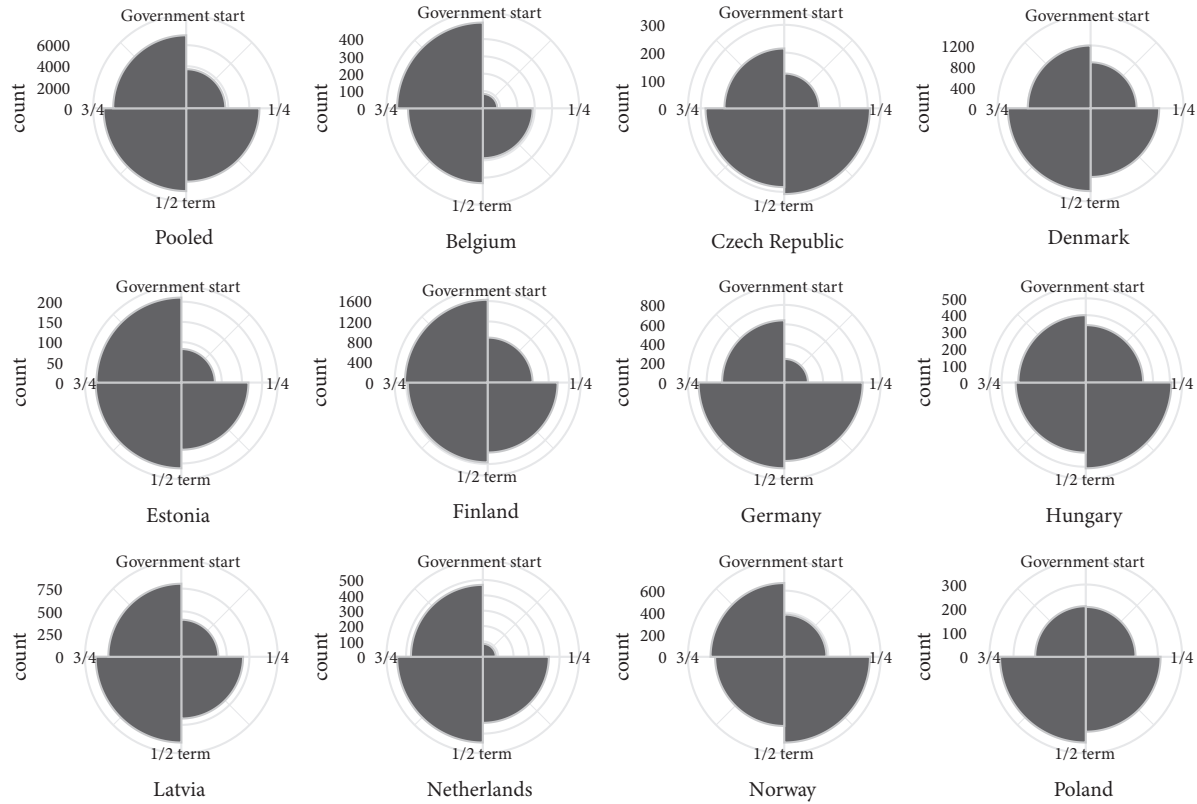 Government start
6000
4000
2000
0
count
3/4
1/4
1/2 term
Pooled
Government start
400
300
200
100
0
count
3/4
1/4
1/2 term
Belgium
Government start
300
200
100
0
count
3/4
1/4
1/2 term
Czech Republic
Government start
1200
800
400
0
count
3/4
1/4
1/2 term
Denmark
Government start
200
150
100
50
0
count
3/4
1/4
1/2 term
Estonia
Government start
1600
1200
800
400
0
count
3/4
1/4
1/2 term
Finland
Government start
800
600
400
200
0
count
3/4
1/4
1/2 term
Germany
Government start
500
400
300
200
100
0
count
3/4
1/4
1/2 term
Hungary
Government start
750
500
250
0
count
3/4
1/4
1/2 term
Latvia
Government start
500
400
300
200
100
0
count
3/4
1/4
1/2 term
Netherlands
Government start
600
400
200
0
count
3/4
1/4
1/2 term
Norway
Government start
300
200
100
0
count
3/4
1/4
1/2 term
Poland